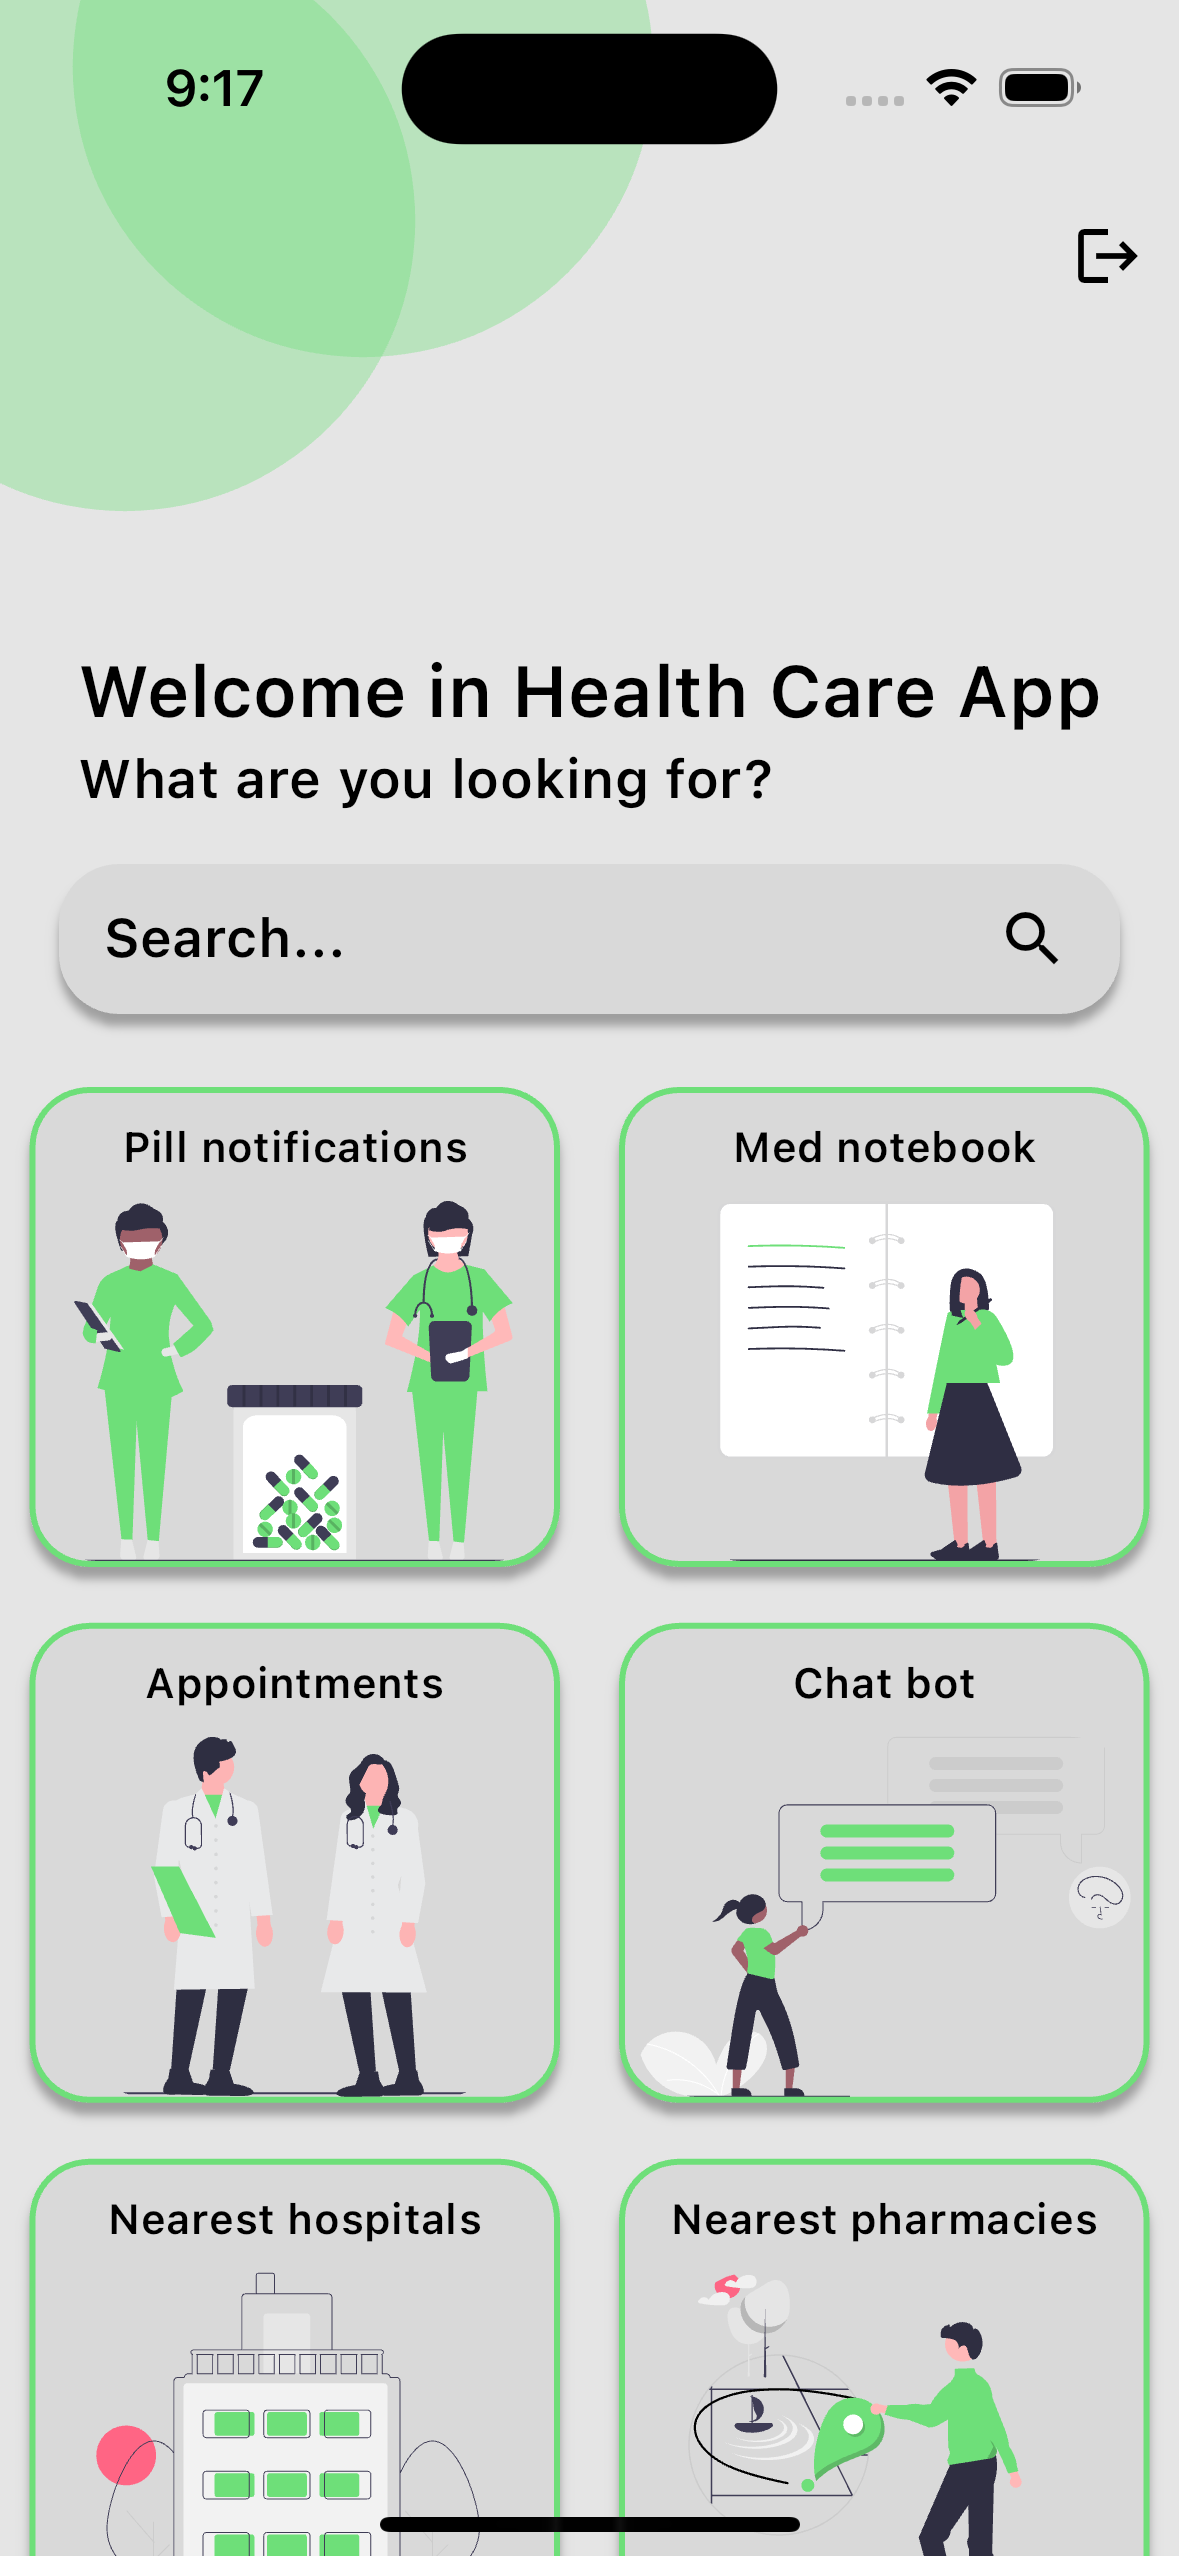 9:17
Welcome in Health Care App
What are you looking for?
Search...
Pill notifications
Med notebook
Appointments
Chat bot
Nearest hospitals
Nearest pharmacies